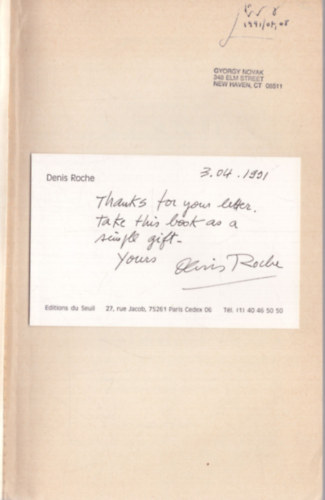 1991/04,08
GYORGY NOVAK
340 ELM STREET
NEW HAVEN, CT 06511
Denis Roche
3.04.1991
Thanks for your letter.
Take this book as a
simple gift.
Yours Denis Roche
Editions du Seuil 27, rue Jacob, 75261 Paris Cedex 06 Tél. (1) 40 46 50 50